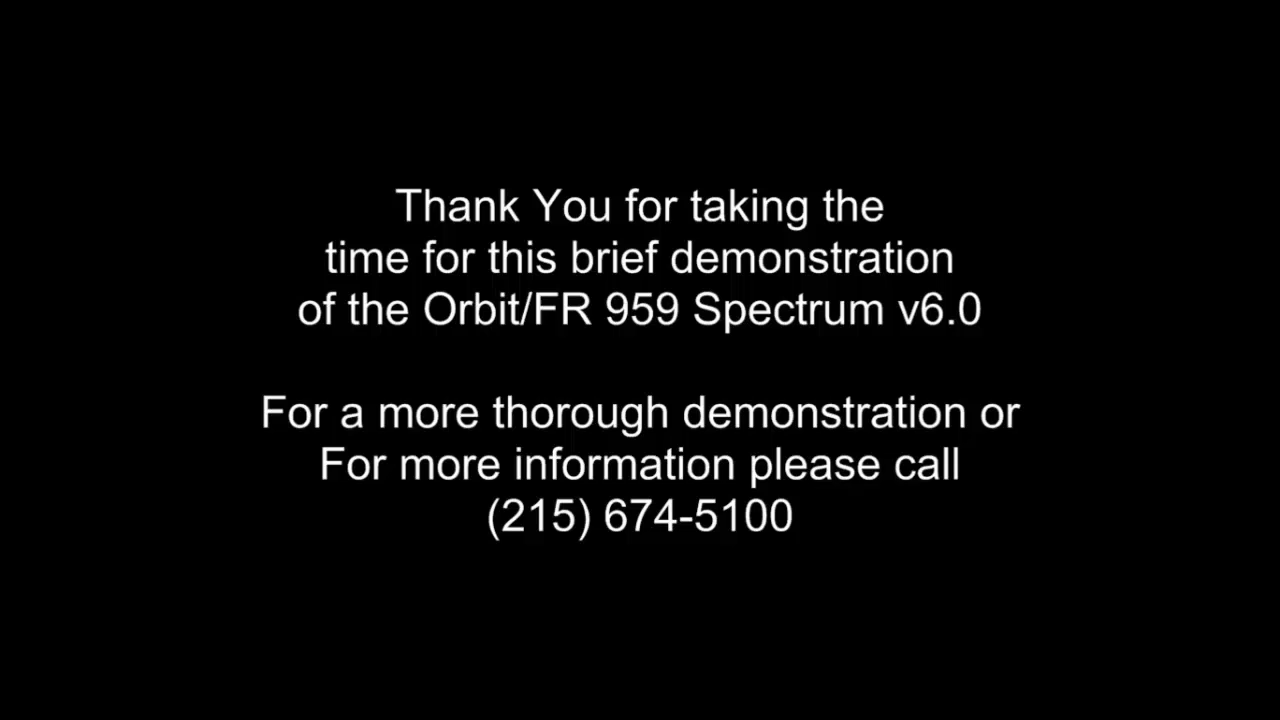 Thank You for taking the
time for this brief demonstration
of the Orbit/FR 959 Spectrum v6.0
For a more thorough demonstration or
For more information please call
(215) 674-5100